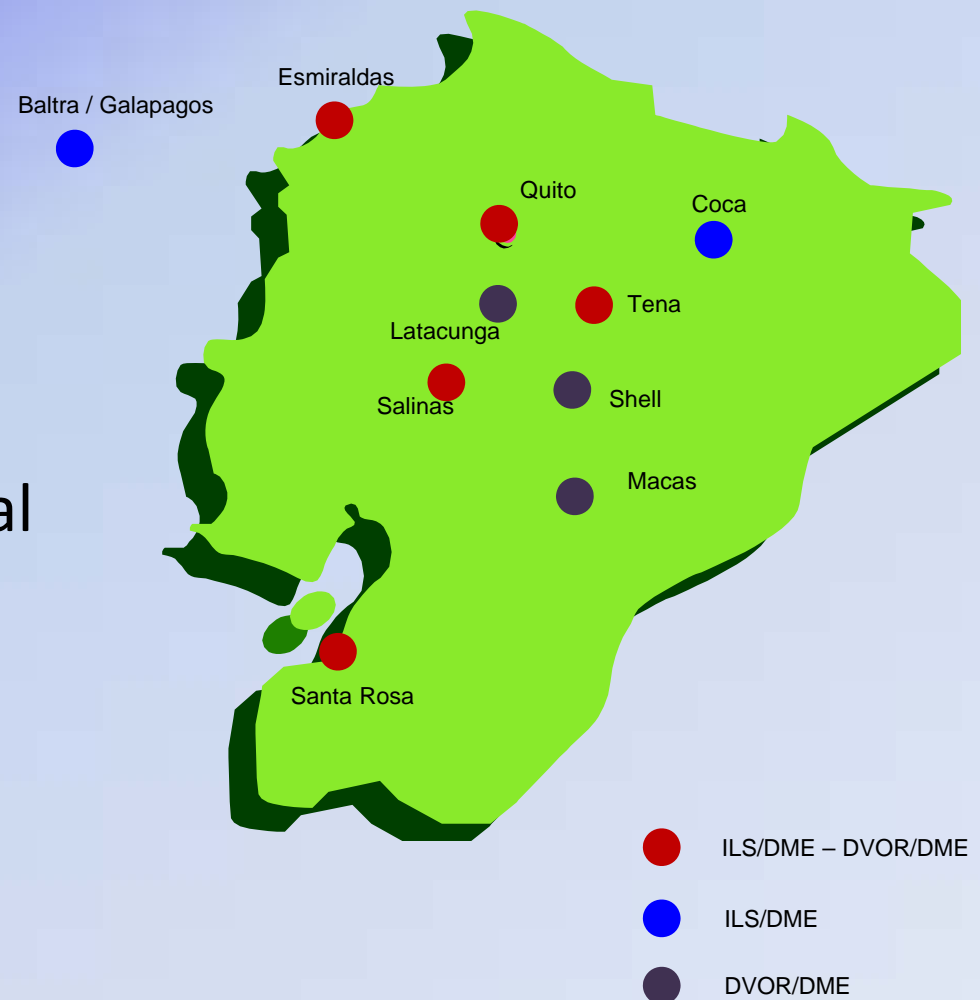 Esmiraldas
Baltra / Galapagos
Quito
Coca
Tena
Latacunga
Salinas
Shell
Macas
al
Santa Rosa
ILS/DME – DVOR/DME
ILS/DME
DVOR/DME